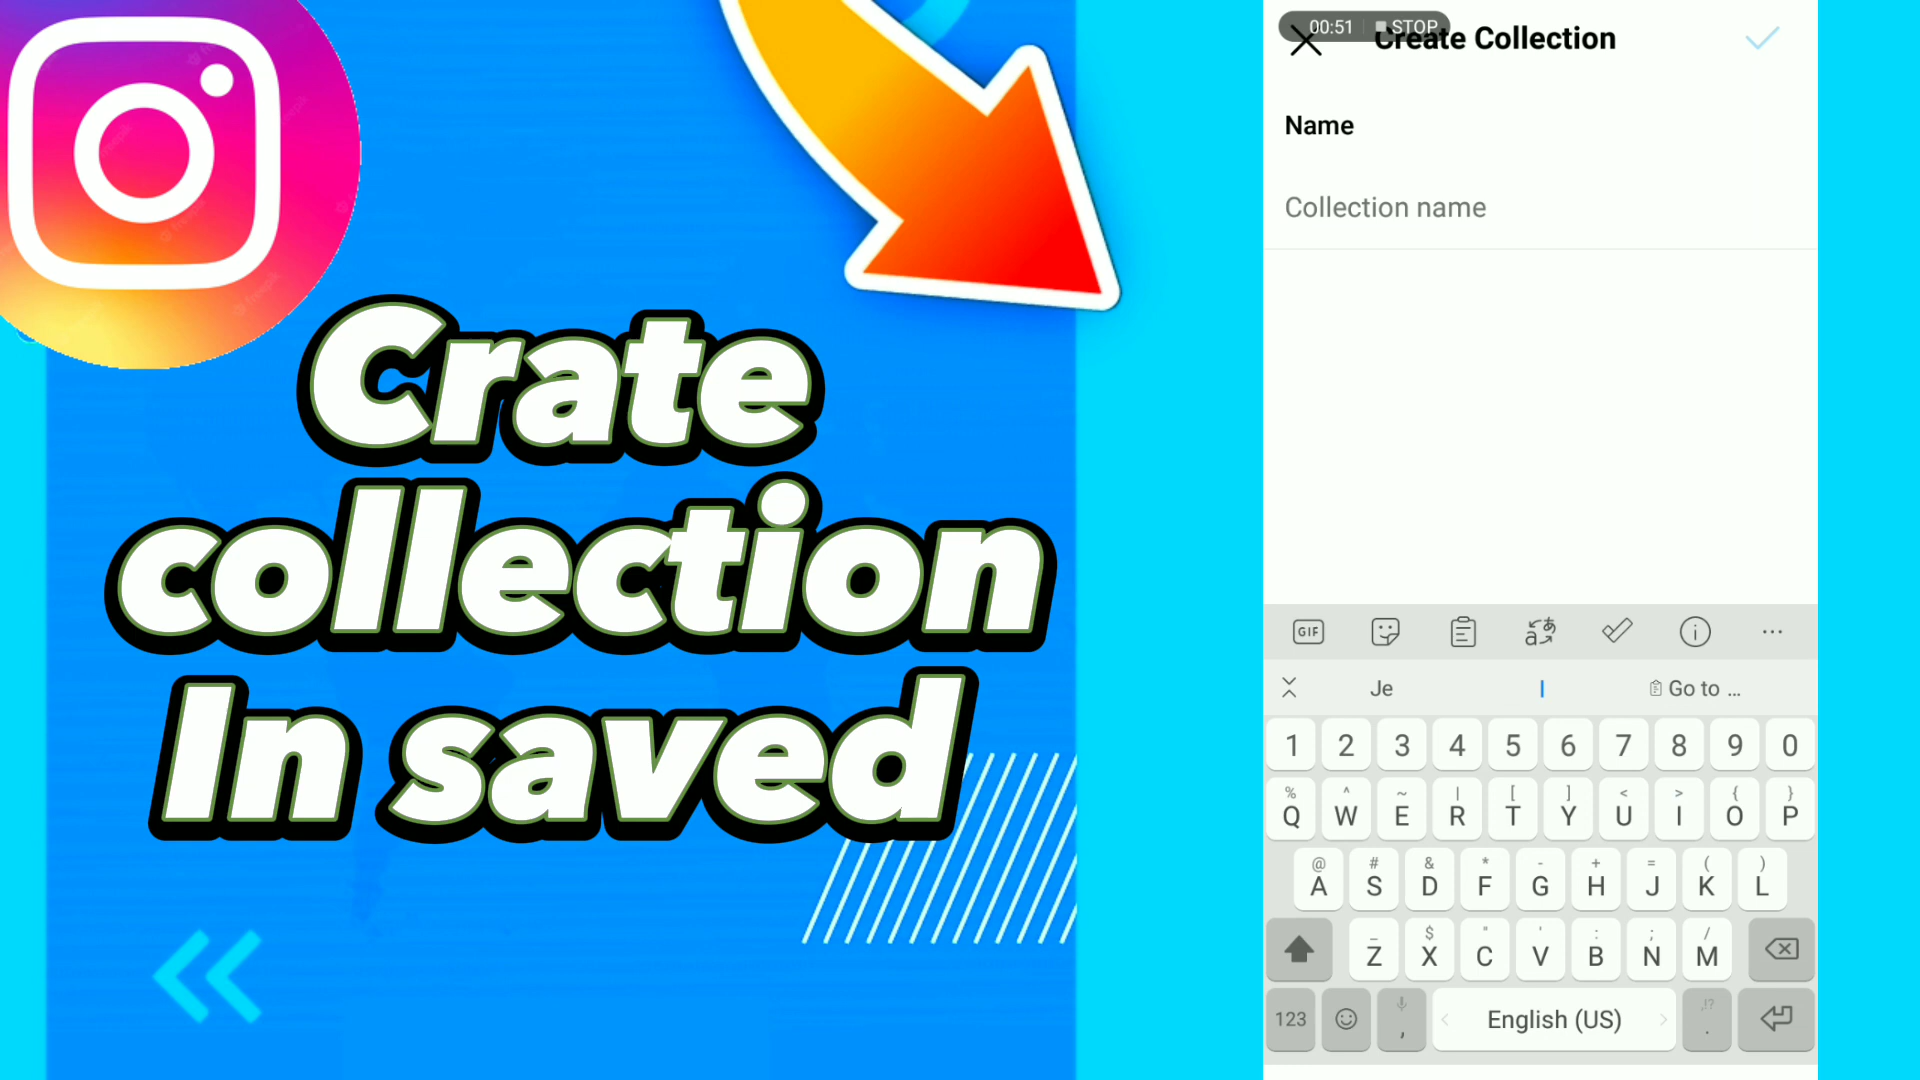 Crate
collection
In saved
00:51 STOP
Create Collection
Name
Collection name
GIF
Je I Go to ...
1 2 3 4 5 6 7 8 9 0
% ^ ~ | [ ] < > { }
Q W E R T Y U I O P
@ # & * - + = ( )
A S D F G H J K L
_ $ " ' : ; /
Z X C V B N M
,!?
123 , English (US) .